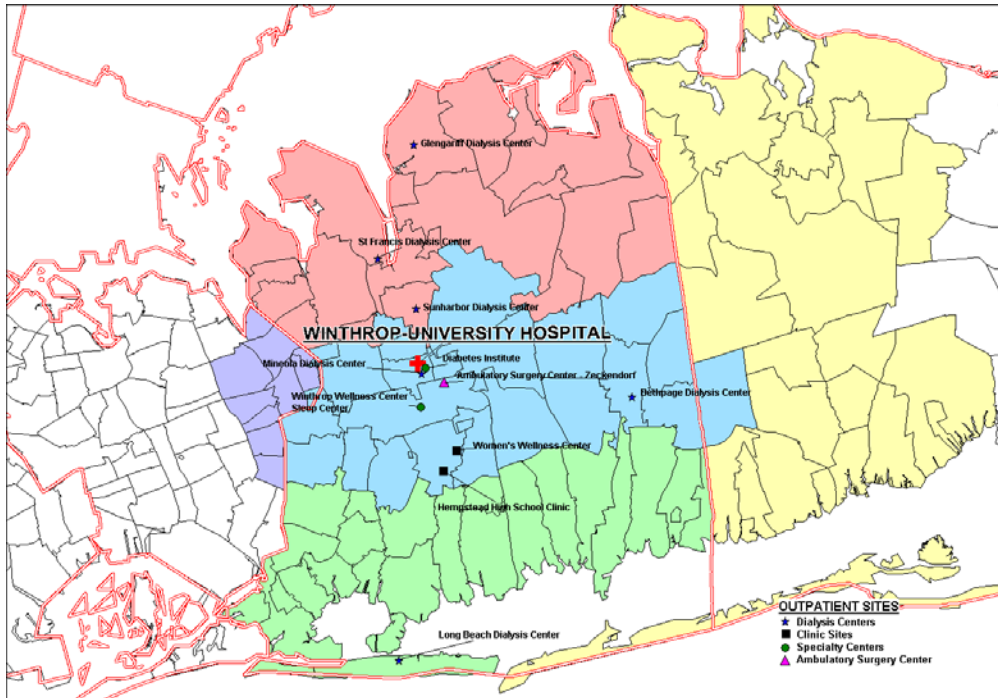 Glengariff Dialysis Center
St Francis Dialysis Center
Sunharbor Dialysis Center
WINTHROP-UNIVERSITY HOSPITAL
Diabetes Institute
Mineola Dialysis Center
Ambulatory Surgery Center - Zeckendorf
Bethpage Dialysis Center
Winthrop Wellness Center
Sleep Center
Women's Wellness Center
Hempstead High School Clinic
Long Beach Dialysis Center
OUTPATIENT SITES
Dialysis Centers
Clinic Sites
Specialty Centers
Ambulatory Surgery Center